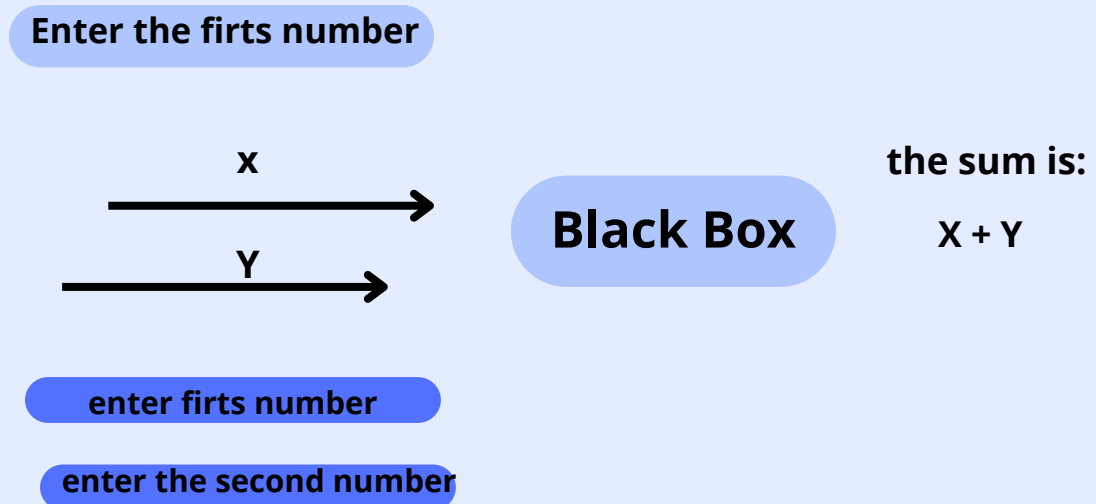 Enter the firts number
x
Y
Black Box
the sum is:
X + Y
enter firts number
enter the second number